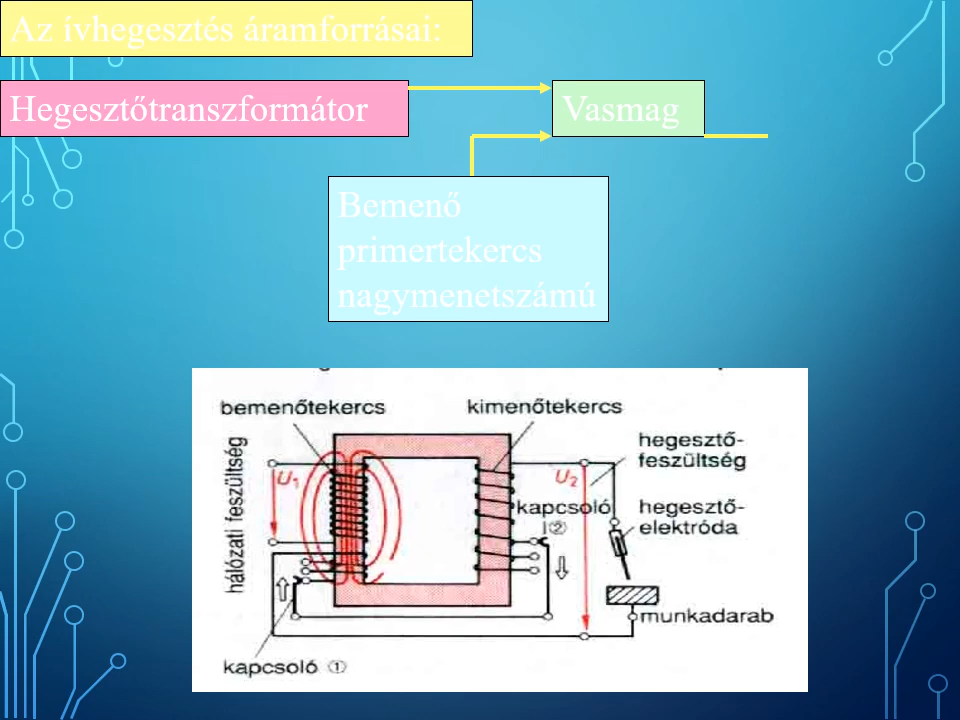 Az ívhegesztés áramforrásai:
Hegesztőtranszformátor
Vasmag
Bemenő
primertekercs
nagymenetszámú
bemenőtekercs
kimenőtekercs
hálózati feszültség
U1
U2
hegesztő-
feszültség
kapcsoló
②
hegesztő-
elektróda
munkadarab
kapcsoló ①